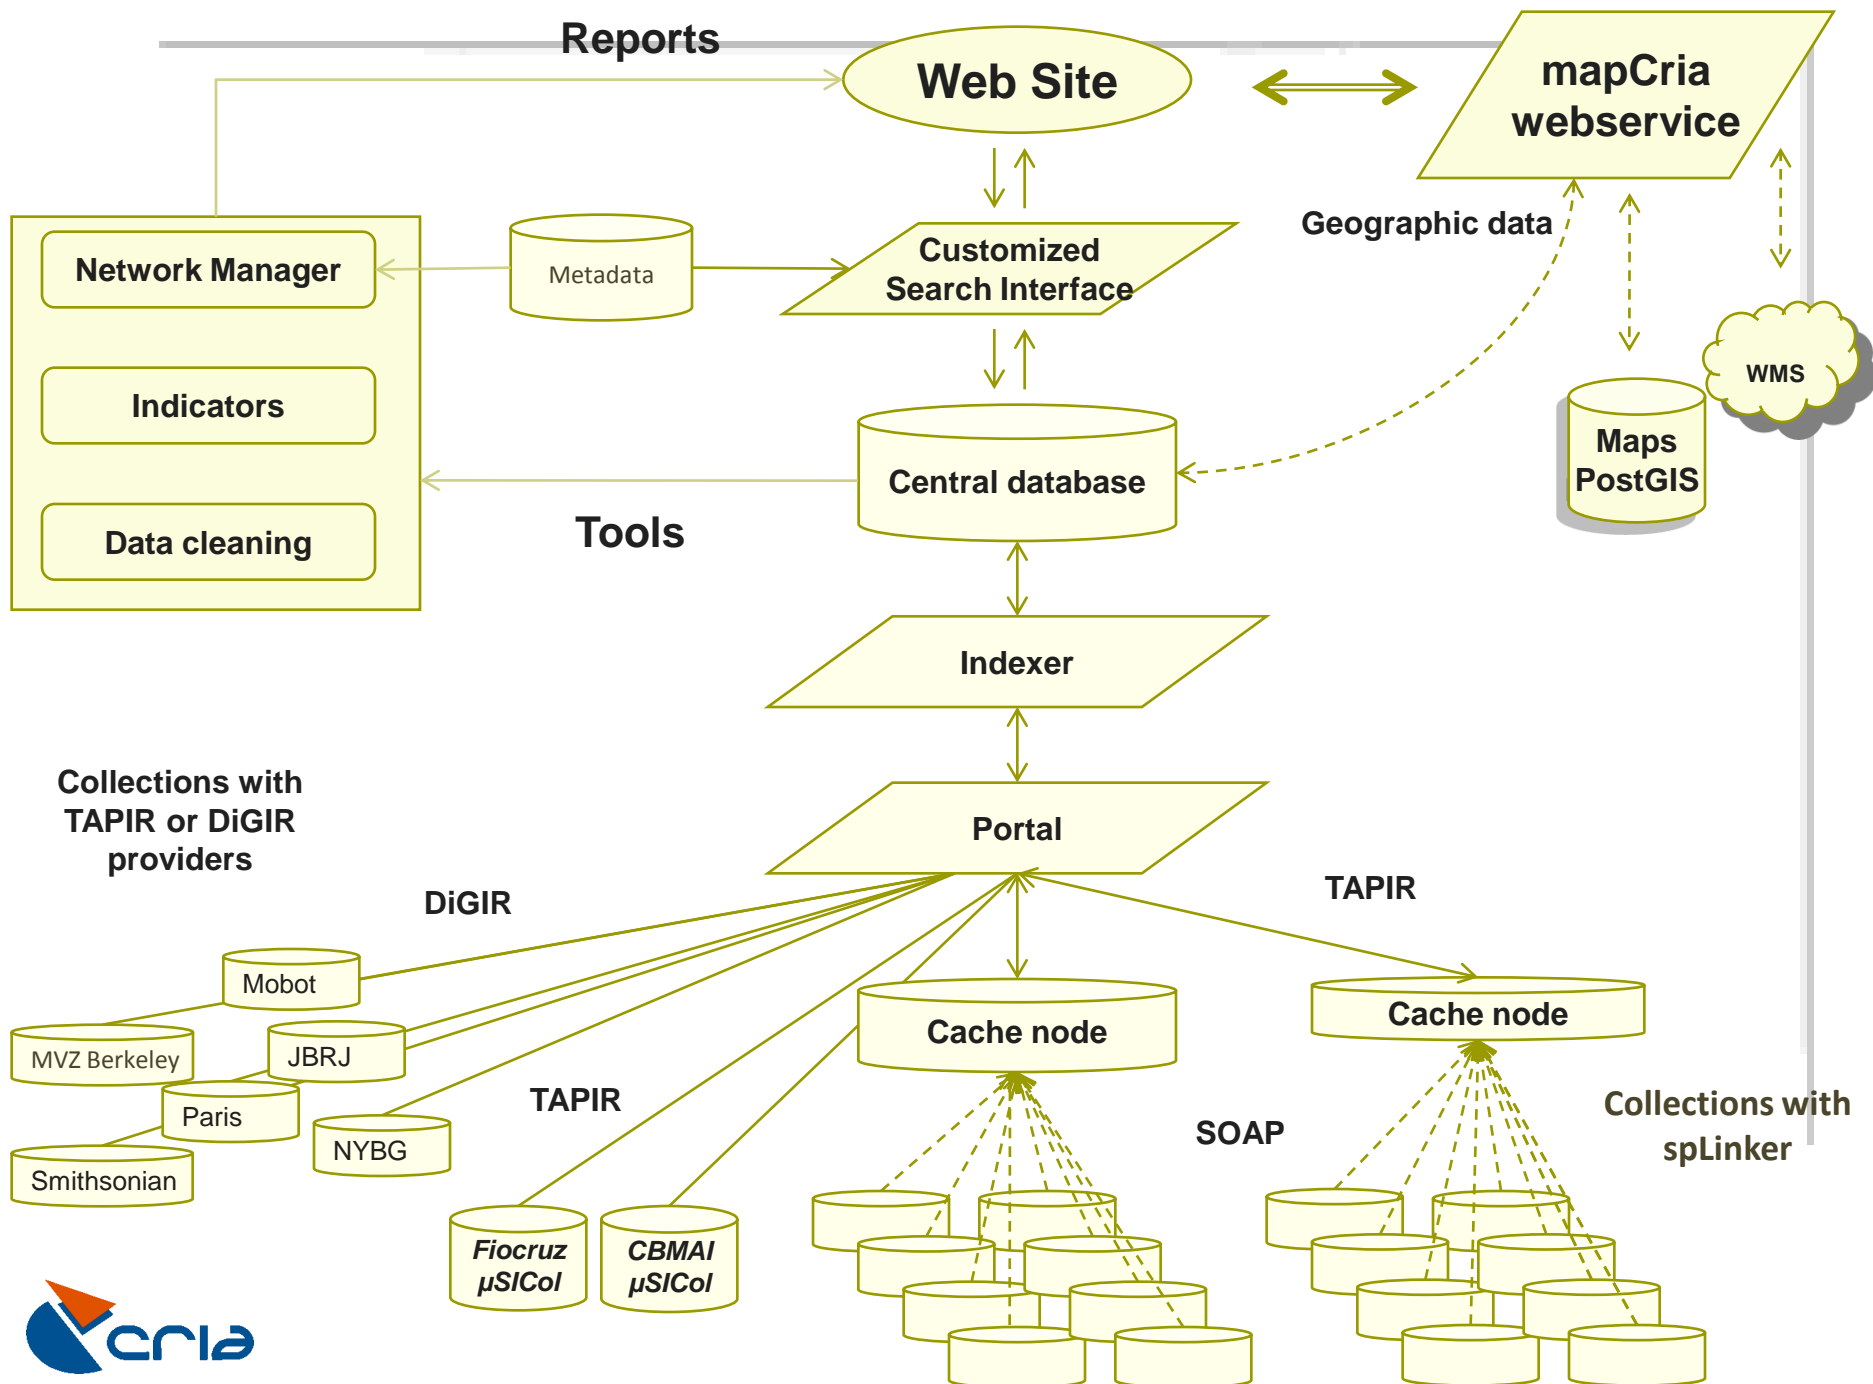 Reports
Web Site
mapCria
webservice
Geographic data
Network Manager
Metadata
Customized
Search Interface
WMS
Indicators
Maps
PostGIS
Central database
Data cleaning
Tools
Indexer
Collections with
TAPIR or DiGIR
providers
Portal
DiGIR
TAPIR
Mobot
Cache node
Cache node
MVZ Berkeley
JBRJ
TAPIR
Paris
NYBG
SOAP
Collections with
spLinker
Smithsonian
Fiocruz
µSICol
CBMAI
µSICol
cria